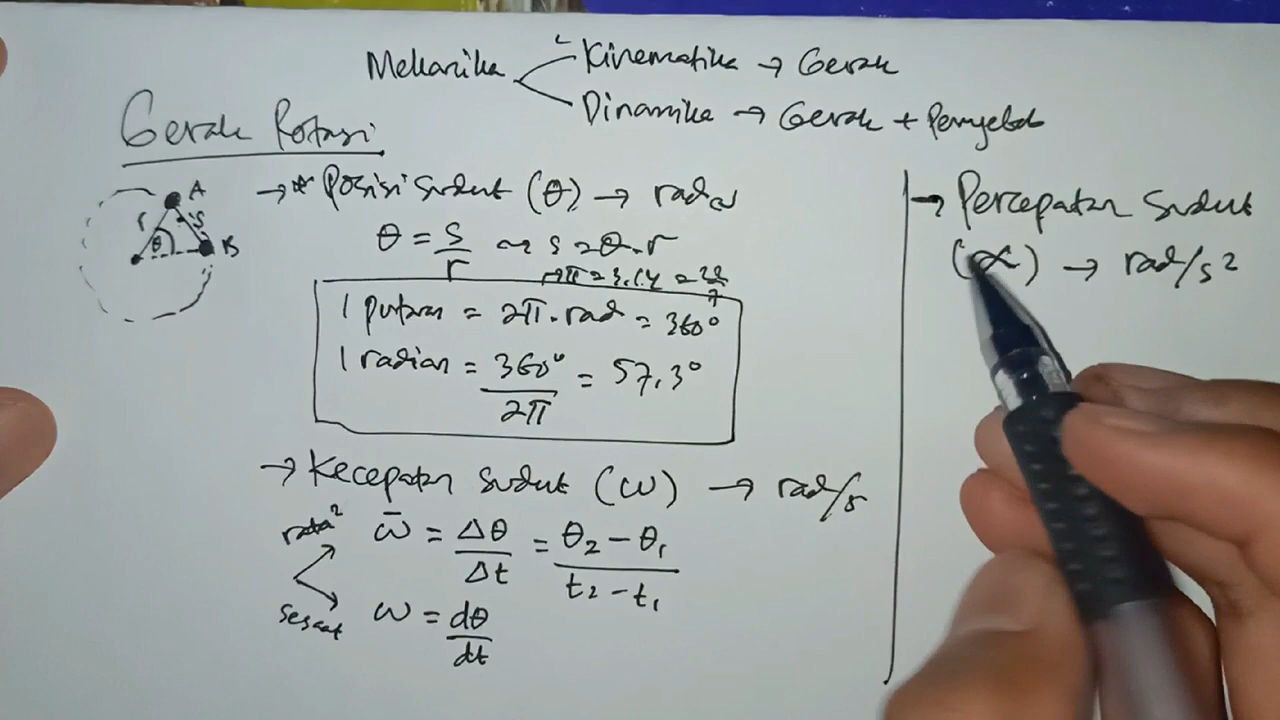 Mekanika
Kinematika → Gerak
Dinamika → Gerak + Penyebab
Gerak Rotasi
A
r
s
θ
B
→ * Posisi Sudut (θ) → radian
θ = s/r ~ s = θ.r
→ π = 3,14 = 22/7
1 putaran = 2π.rad = 360°
1 radian = 360°/2π = 57,3°
→ Kecepatan Sudut (ω) → rad/s
rata² ω̄ = Δθ/Δt = θ₂ - θ₁/t₂ - t₁
sesaat ω = dθ/dt
→ Percepatan Sudut
(α) → rad/s²